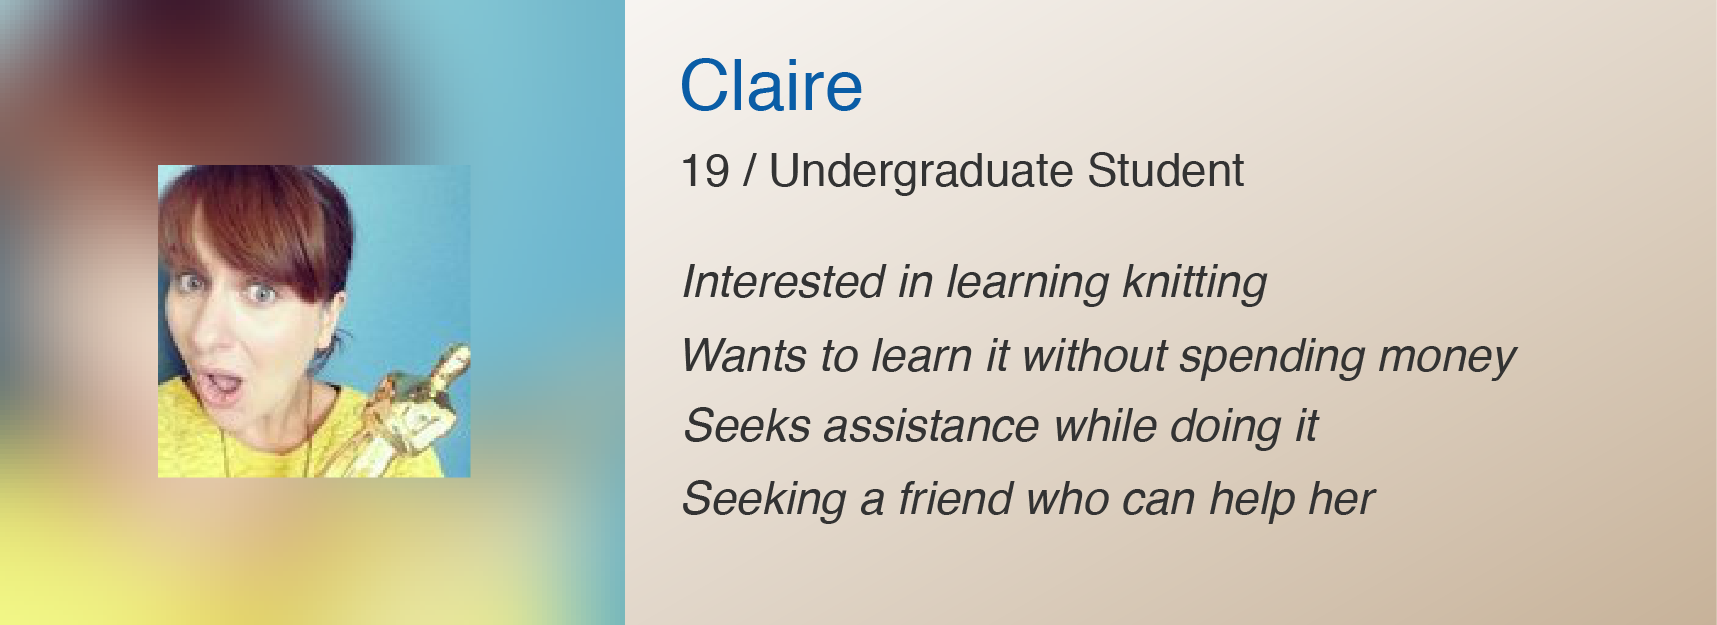 Claire
19 / Undergraduate Student
Interested in learning knitting
Wants to learn it without spending money
Seeks assistance while doing it
Seeking a friend who can help her